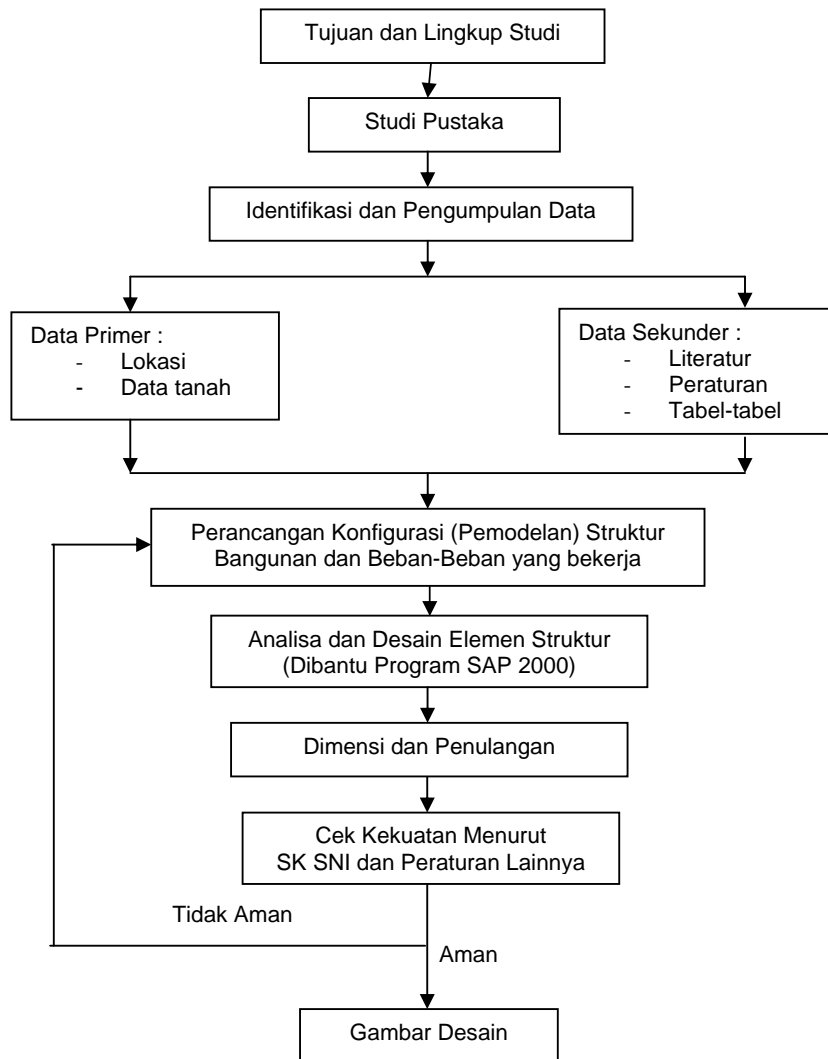 Tujuan dan Lingkup Studi
Studi Pustaka
Identifikasi dan Pengumpulan Data
Data Primer :
- Lokasi
- Data tanah
Data Sekunder :
- Literatur
- Peraturan
- Tabel-tabel
Perancangan Konfigurasi (Pemodelan) Struktur
Bangunan dan Beban-Beban yang bekerja
Analisa dan Desain Elemen Struktur
(Dibantu Program SAP 2000)
Dimensi dan Penulangan
Cek Kekuatan Menurut
SK SNI dan Peraturan Lainnya
Tidak Aman
Aman
Gambar Desain